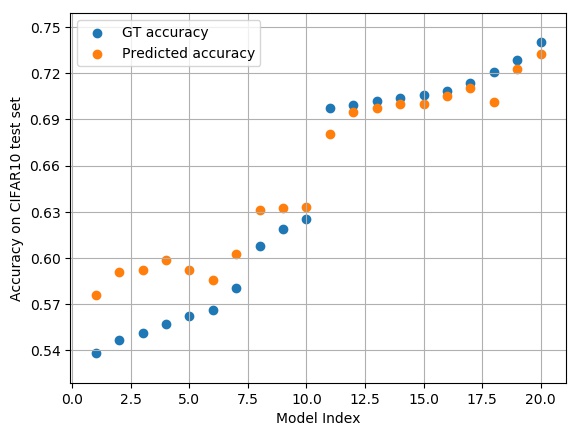 GT accuracy
Predicted accuracy
Accuracy on CIFAR10 test set
0.75
0.72
0.69
0.66
0.63
0.60
0.57
0.54
0.0 2.5 5.0 7.5 10.0 12.5 15.0 17.5 20.0
Model Index